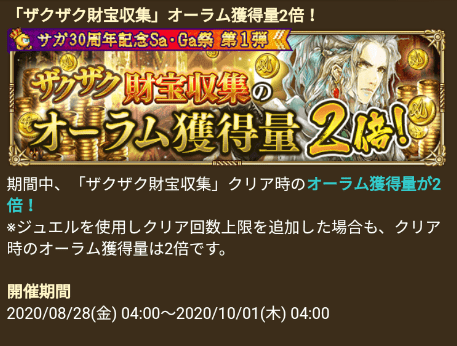 「ザクザク財宝収集」オーラム獲得量2倍！
サガ30周年記念Sa・Ga祭 第1弾
ザクザク財宝収集の
オーラム獲得量2倍!
期間中、「ザクザク財宝収集」クリア時のオーラム獲得量が2
倍！
※ジュエルを使用しクリア回数上限を追加した場合も、クリア
時のオーラム獲得量は2倍です。
開催期間
2020/08/28(金) 04:00～2020/10/01(木) 04:00